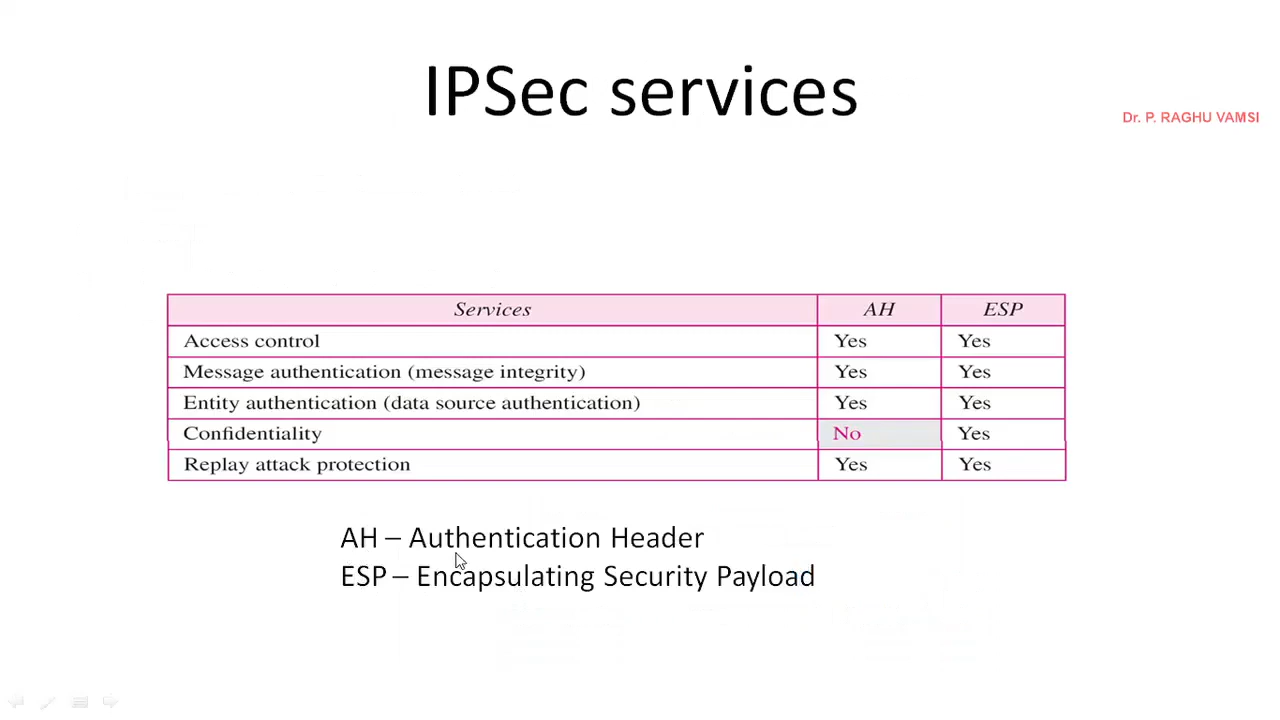 IPSec services
Dr. P. RAGHU VAMSI
Services AH ESP
Access control Yes Yes
Message authentication (message integrity) Yes Yes
Entity authentication (data source authentication) Yes Yes
Confidentiality No Yes
Replay attack protection Yes Yes
AH – Authentication Header
ESP – Encapsulating Security Payload